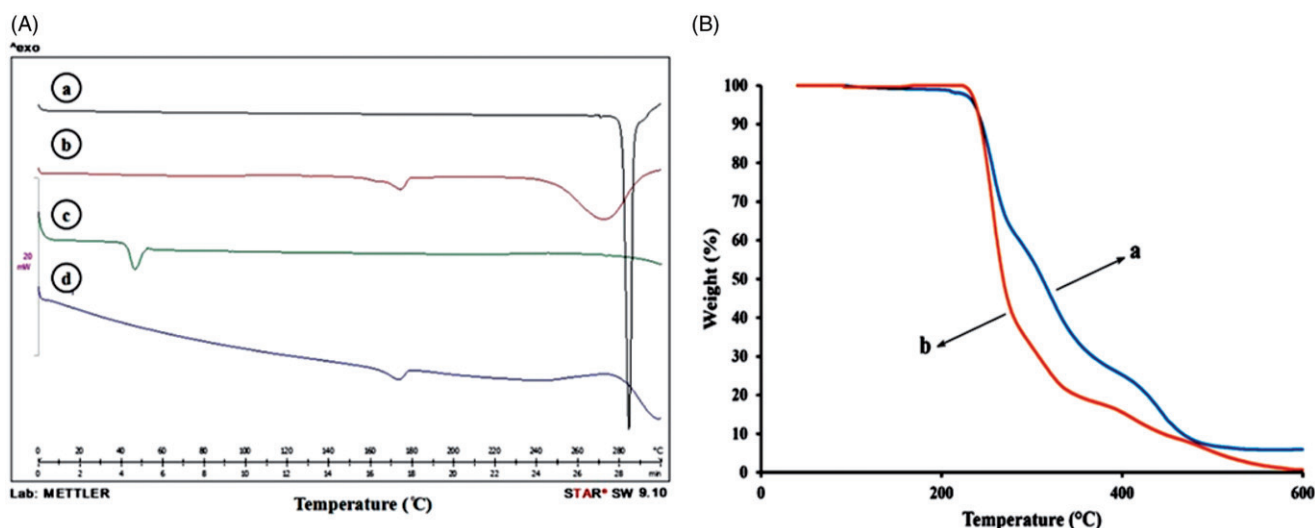 (A)
^exo
a
b
c
d
20
mW
0 20 40 60 80 100 120 140 160 180 200 220 240 260 280 °C
0 2 4 6 8 10 12 14 16 18 20 22 24 26 28 min
Lab: METTLER
Temperature (℃)
STARe SW 9.10
(B)
100
90
80
70
60
50
40
30
20
10
0
Weight (%)
a
b
0 200 400 600
Temperature (°C)